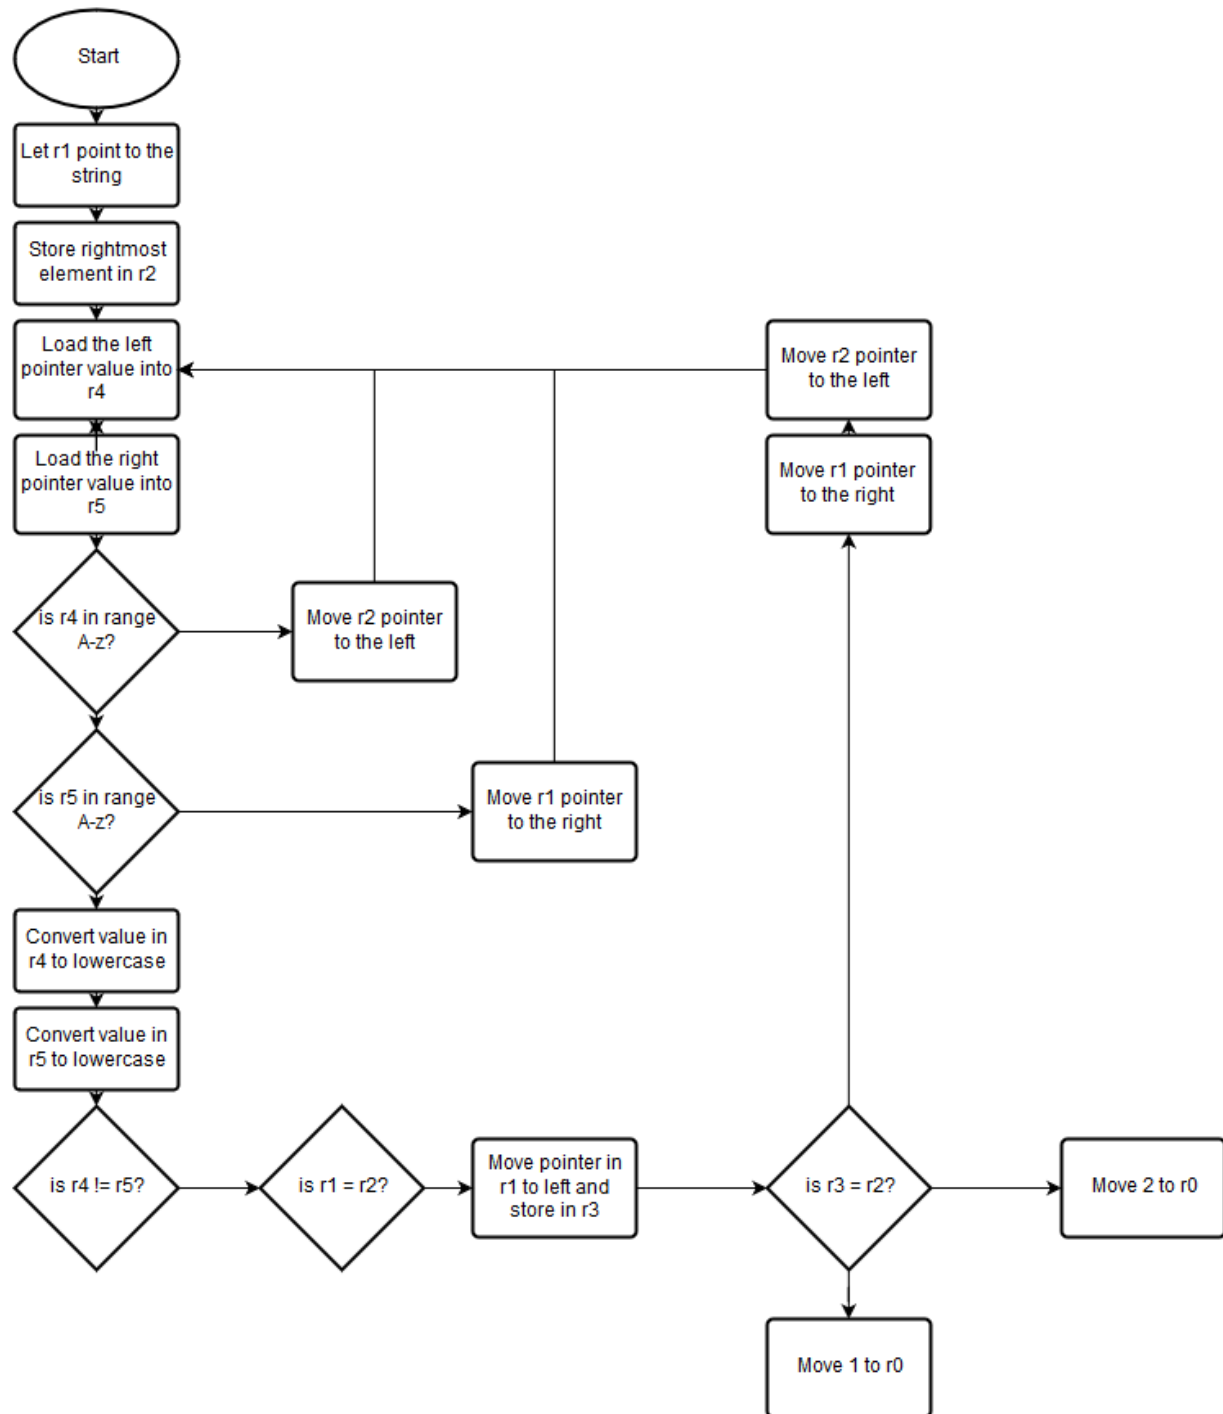 Start
Let r1 point to the
string
Store rightmost
element in r2
Load the left
pointer value into
r4
Move r2 pointer
to the left
Load the right
pointer value into
r5
Move r1 pointer
to the right
is r4 in range
A-z?
Move r2 pointer
to the left
is r5 in range
A-z?
Move r1 pointer
to the right
Convert value in
r4 to lowercase
Convert value in
r5 to lowercase
is r4 != r5?
is r1 = r2?
Move pointer in
r1 to left and
store in r3
is r3 = r2?
Move 2 to r0
Move 1 to r0